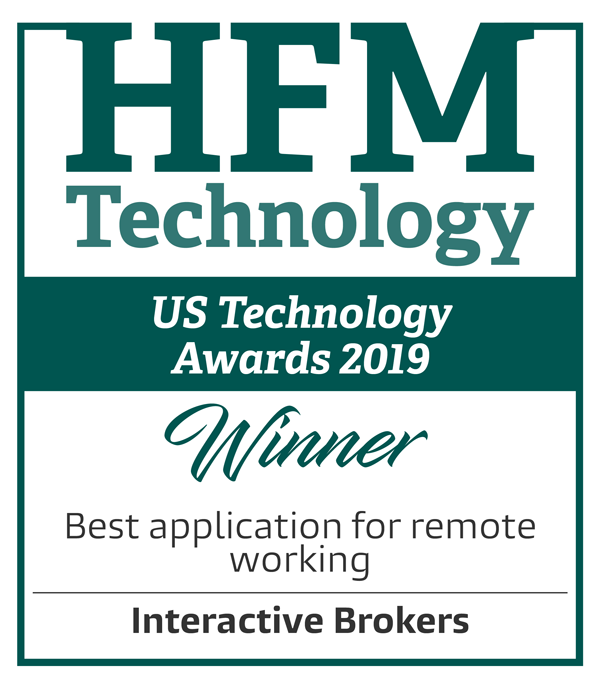 HFM
Technology
US Technology
Awards 2019
Winner
Best application for remote
working
Interactive Brokers